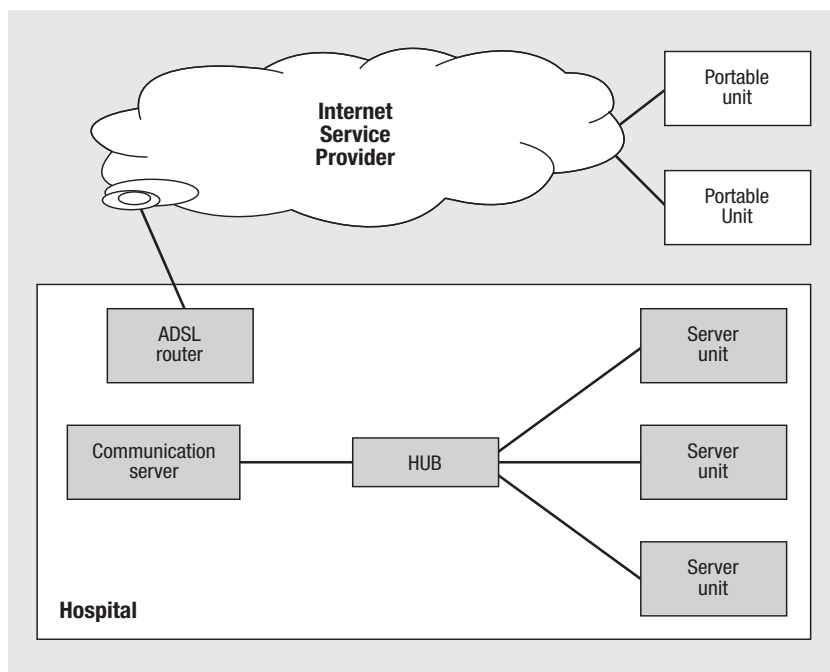 Internet
Service
Provider
Portable
unit
Portable
Unit
ADSL
router
Server
unit
Communication
server
HUB
Server
unit
Server
unit
Hospital